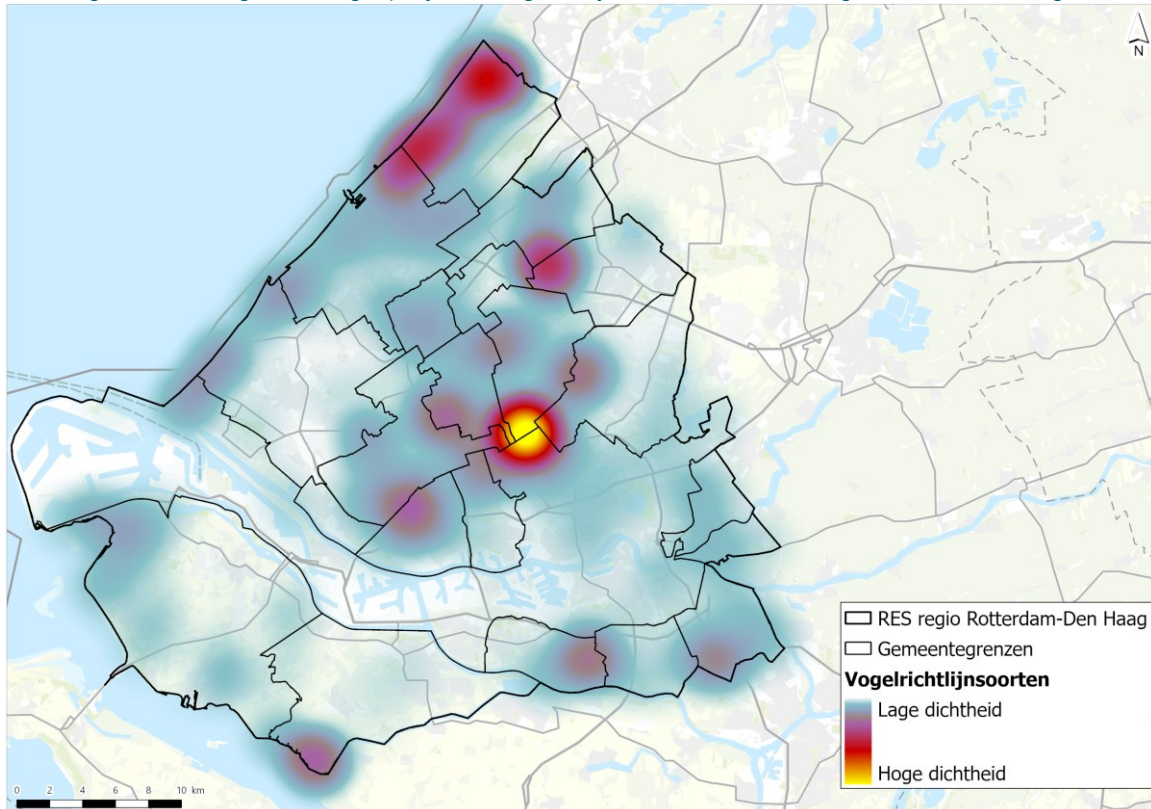 N
RES regio Rotterdam-Den Haag
Gemeentegrenzen
Vogelrichtlijnsoorten
Lage dichtheid
Hoge dichtheid
0 2 4 6 8 10 km